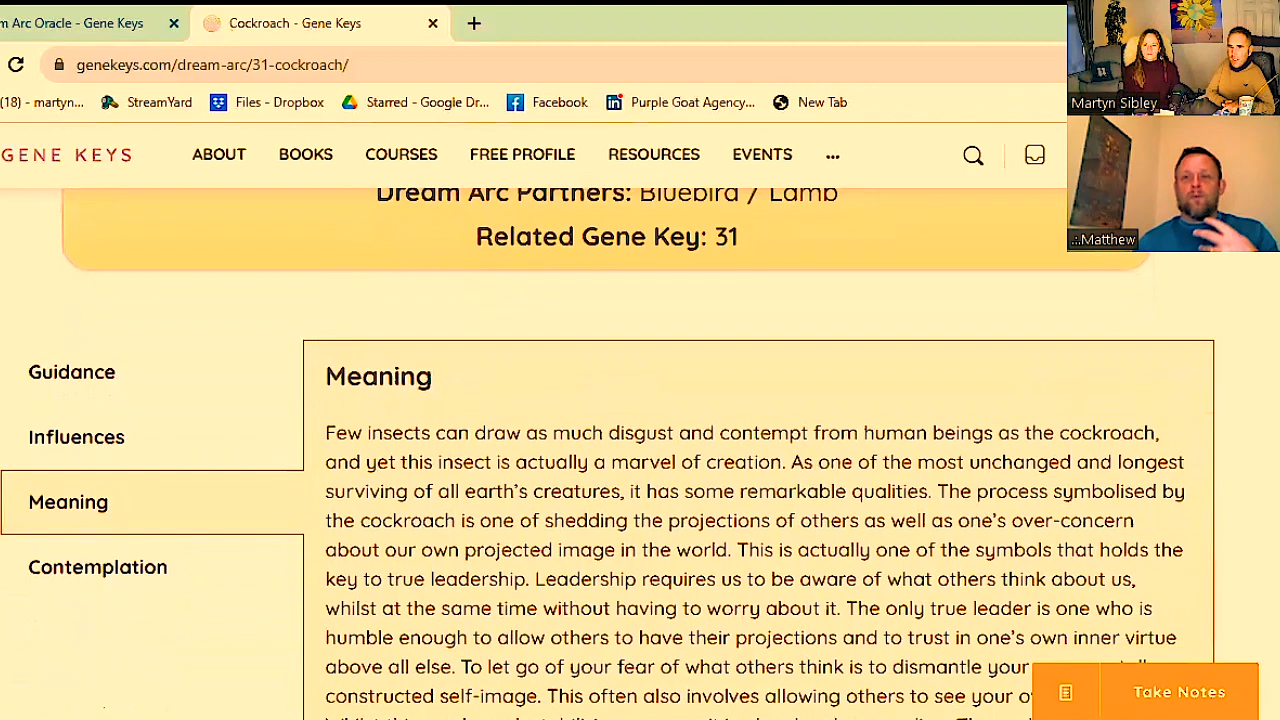 m Arc Oracle - Gene Keys
Cockroach - Gene Keys
genekeys.com/dream-arc/31-cockroach/
(18) - martyn...
StreamYard
Files - Dropbox
Starred - Google Dr...
Facebook
Purple Goat Agency...
New Tab
Martyn Sibley
GENE KEYS
ABOUT
BOOKS
COURSES
FREE PROFILE
RESOURCES
EVENTS
...
.:.Matthew
Dream Arc Partners: Bluebird / Lamb
Related Gene Key: 31
Guidance
Influences
Meaning
Contemplation
Meaning
Few insects can draw as much disgust and contempt from human beings as the cockroach,
and yet this insect is actually a marvel of creation. As one of the most unchanged and longest
surviving of all earth's creatures, it has some remarkable qualities. The process symbolised by
the cockroach is one of shedding the projections of others as well as one's over-concern
about our own projected image in the world. This is actually one of the symbols that holds the
key to true leadership. Leadership requires us to be aware of what others think about us,
whilst at the same time without having to worry about it. The only true leader is one who is
humble enough to allow others to have their projections and to trust in one's own inner virtue
above all else. To let go of your fear of what others think is to dismantle your
constructed self-image. This often also involves allowing others to see your
Take Notes